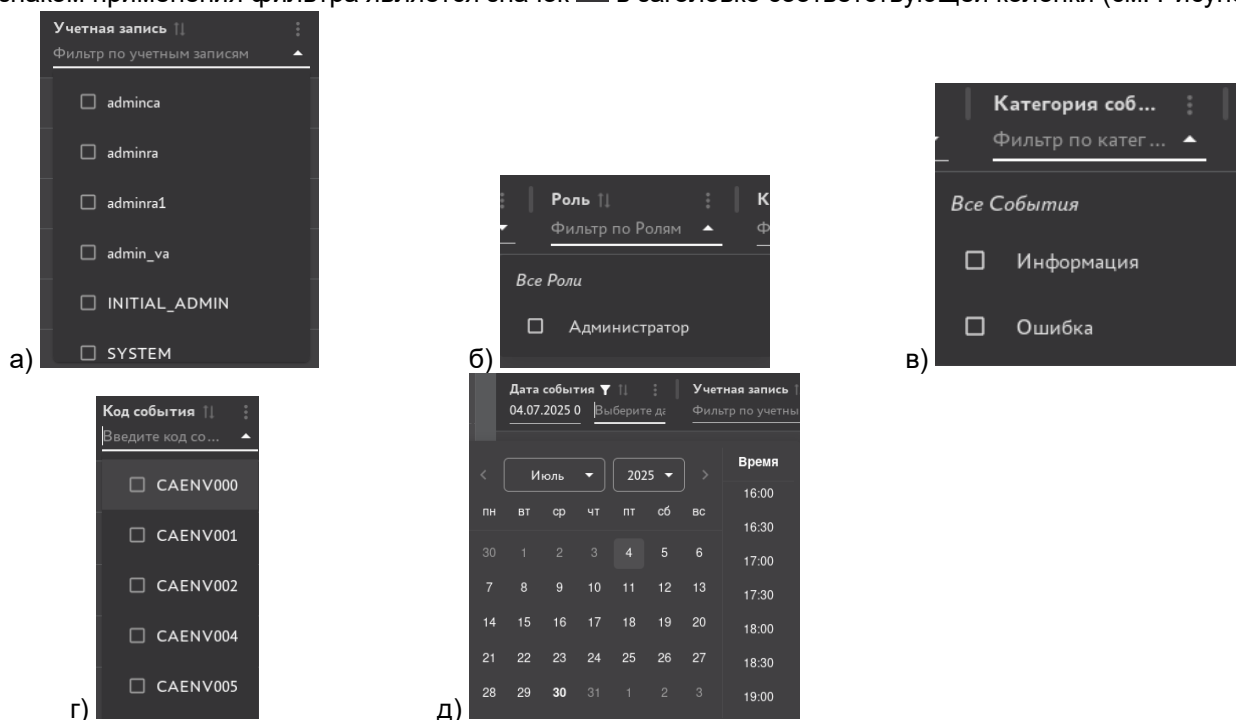 знаком применения фильтра является значок в заголовке соответствующей колонки (см. Рисуно
Учетная запись
Фильтр по учетным записям
adminca
adminra
adminra1
admin_va
INITIAL_ADMIN
SYSTEM
а)
Роль
К
Фильтр по Ролям
Ф
Все Роли
Администратор
б)
Категория соб...
Фильтр по катег ...
Все События
Информация
Ошибка
в)
Код события
Введите код со...
CAENV000
CAENV001
CAENV002
CAENV004
CAENV005
г)
Дата события Учетная запись
04.07.2025 0 Выберите да Фильтр по учетны
Июль 2025 Время
пн вт ср чт пт сб вс
30 1 2 3 4 5 6
7 8 9 10 11 12 13
14 15 16 17 18 19 20
21 22 23 24 25 26 27
28 29 30 31 1 2 3
16:00
16:30
17:00
17:30
18:00
18:30
19:00
д)